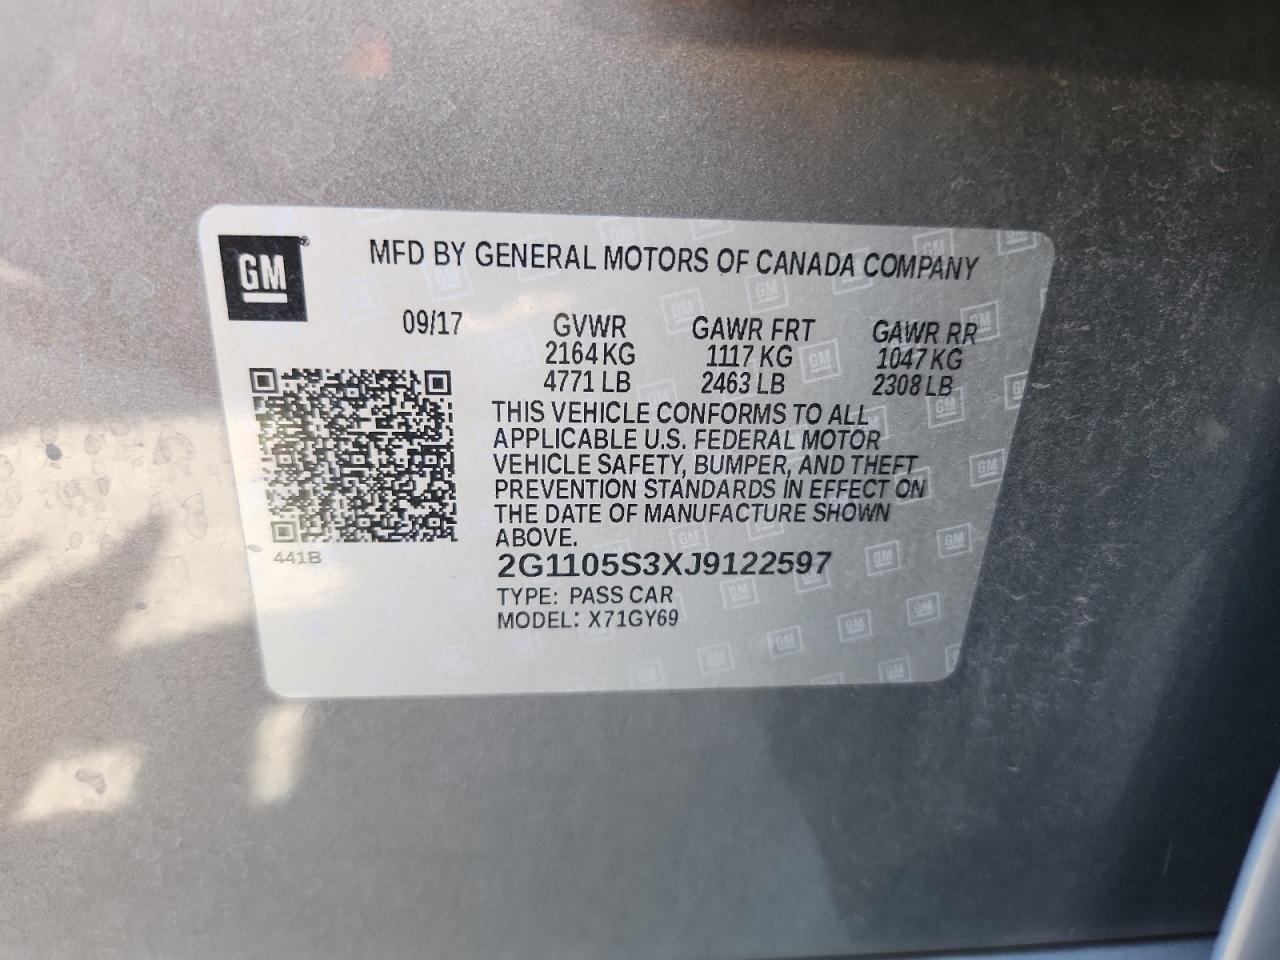 GM®
MFD BY GENERAL MOTORS OF CANADA COMPANY
09/17 GVWR GAWR FRT GAWR RR
2164 KG 1117 KG 1047 KG
4771 LB 2463 LB 2308 LB
THIS VEHICLE CONFORMS TO ALL
APPLICABLE U.S. FEDERAL MOTOR
VEHICLE SAFETY, BUMPER, AND THEFT
PREVENTION STANDARDS IN EFFECT ON
THE DATE OF MANUFACTURE SHOWN
ABOVE.
441B
2G1105S3XJ9122597
TYPE: PASS CAR
MODEL: X71GY69